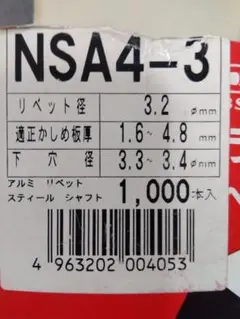 NSA4-3
リベット径 3.2 φmm
適正かしめ板厚 1.6~ 4.8 mm
下穴径 3.3~ 3.4 φmm
アルミ リベット
スティール シャフト 1,000本入
4 963202 004053